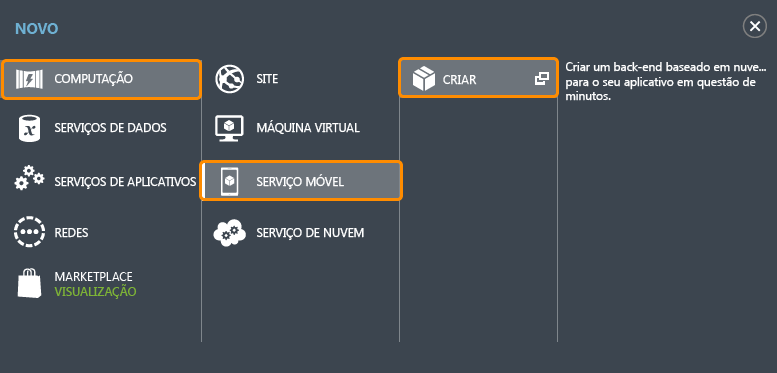 NOVO
COMPUTAÇÃO
SERVIÇOS DE DADOS
SERVIÇOS DE APLICATIVOS
REDES
MARKETPLACE
VISUALIZAÇÃO
SITE
MÁQUINA VIRTUAL
SERVIÇO MÓVEL
SERVIÇO DE NUVEM
CRIAR
Criar um back-end baseado em nuve...
para o seu aplicativo em questão de
minutos.